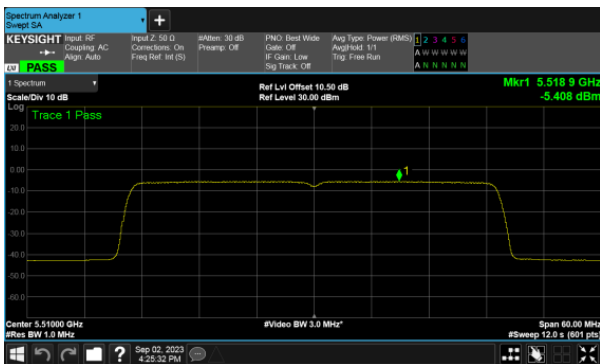 Spectrum Analyzer 1
Swept SA
+
KEYSIGHT Input: RF Input Z: 50 Ω #Atten: 30 dB PNO: Best Wide Avg Type: Power (RMS) 1 2 3 4 5 6
Coupling: AC Corrections: On Preamp: Off Gate: Off Avg|Hold: 1/1 A W W W W W
Align: Auto Freq Ref: Int (S) IF Gain: Low Trig: Free Run
Sig Track: Off A N N N N N
PASS
1 Spectrum
Ref Lvl Offset 10.50 dB Mkr1 5.518 9 GHz
Scale/Div 10 dB Ref Level 30.00 dBm -5.408 dBm
Log
Trace 1 Pass
20.0
10.0
0.00
1
-10.0
-20.0
-30.0
-40.0
-50.0
-60.0
Center 5.51000 GHz #Video BW 3.0 MHz* Span 60.00 MHz
#Res BW 1.0 MHz #Sweep 12.0 s (601 pts)
? Sep 02, 2023
4:25:32 PM